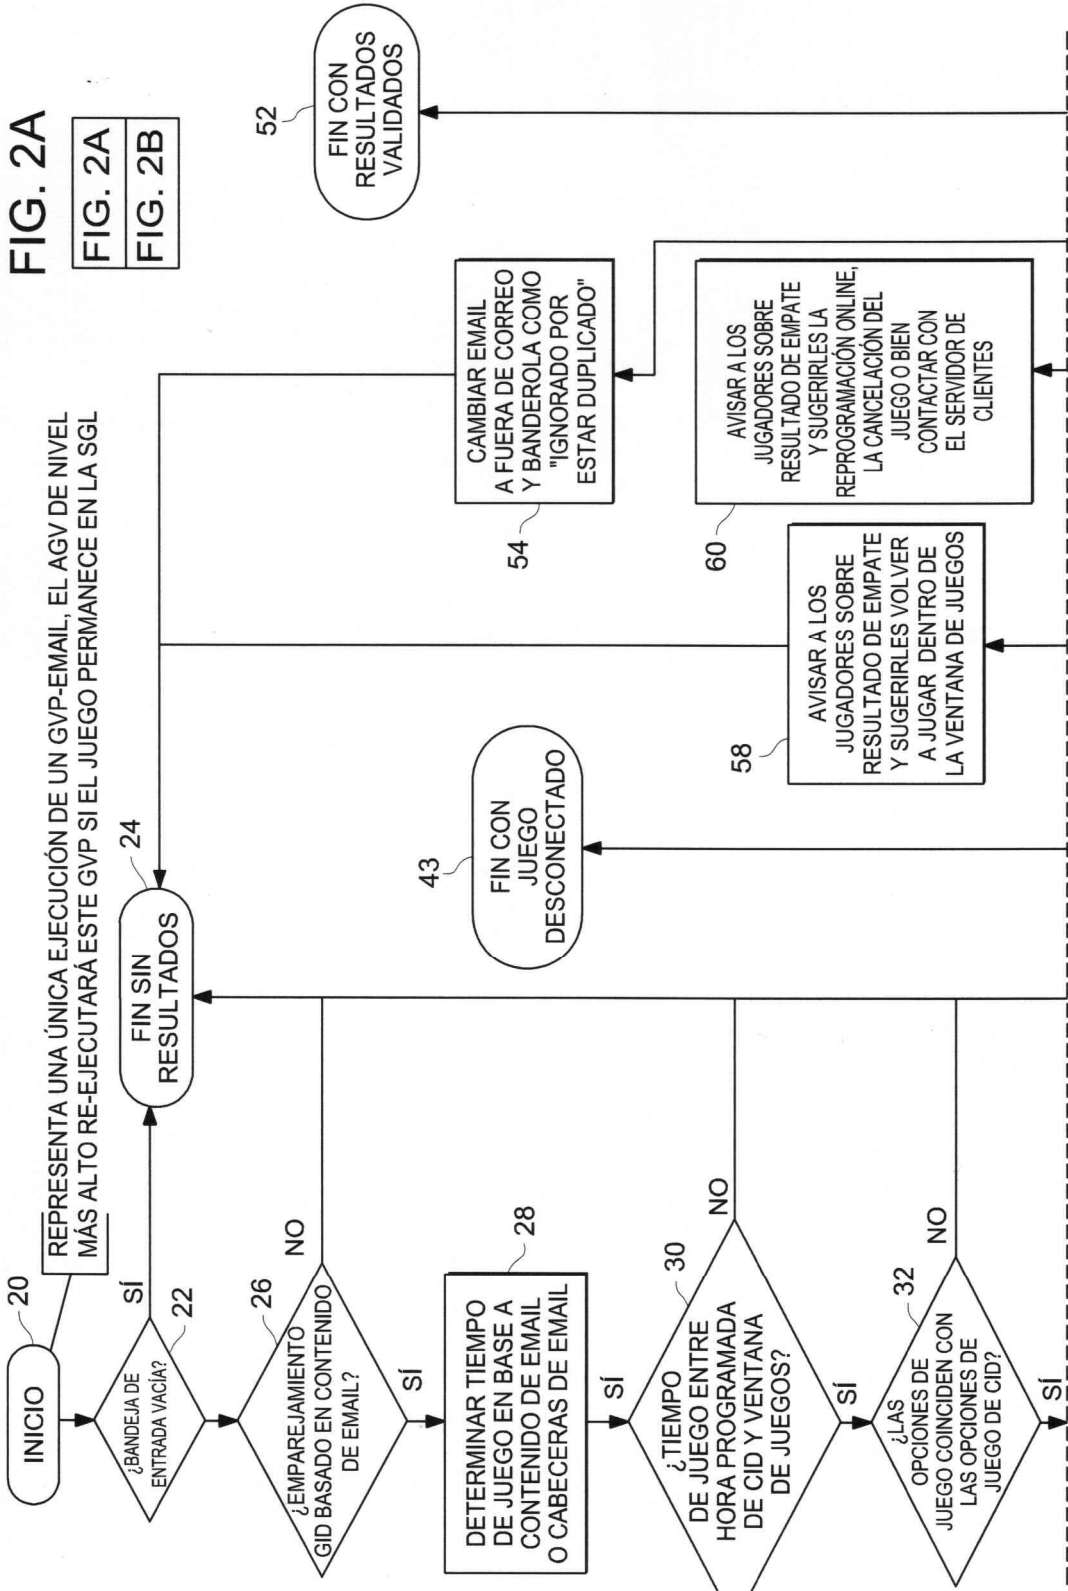 FIG. 2A
FIG. 2A
FIG. 2B
REPRESENTA UNA ÚNICA EJECUCIÓN DE UN GVP-EMAIL, EL AGV DE NIVEL
MÁS ALTO RE-EJECUTARÁ ESTE GVP SI EL JUEGO PERMANECE EN LA SGL
20
INICIO
22
¿BANDEJA DE
ENTRADA VACÍA?
SÍ
24
FIN SIN
RESULTADOS
26
¿EMPAREJAMIENTO
GID BASADO EN CONTENIDO
DE EMAIL?
NO
SÍ
28
DETERMINAR TIEMPO
DE JUEGO EN BASE A
CONTENIDO DE EMAIL
O CABECERAS DE EMAIL
SÍ
30
¿TIEMPO
DE JUEGO ENTRE
HORA PROGRAMADA
DE CID Y VENTANA
DE JUEGOS?
NO
SÍ
32
¿LAS
OPCIONES DE
JUEGO COINCIDEN CON
LAS OPCIONES DE
JUEGO DE CID?
NO
SÍ
43
FIN CON
JUEGO
DESCONECTADO
52
FIN CON
RESULTADOS
VALIDADOS
54
CAMBIAR EMAIL
A FUERA DE CORREO
Y BANDEROLA COMO
"IGNORADO POR
ESTAR DUPLICADO"
58
AVISAR A LOS
JUGADORES SOBRE
RESULTADO DE EMPATE
Y SUGERIRLES VOLVER
A JUGAR DENTRO DE
LA VENTANA DE JUEGOS
60
AVISAR A LOS
JUGADORES SOBRE
RESULTADO DE EMPATE
Y SUGERIRLES LA
REPROGRAMACIÓN ONLINE,
LA CANCELACIÓN DEL
JUEGO O BIEN
CONTACTAR CON
EL SERVIDOR DE
CLIENTES